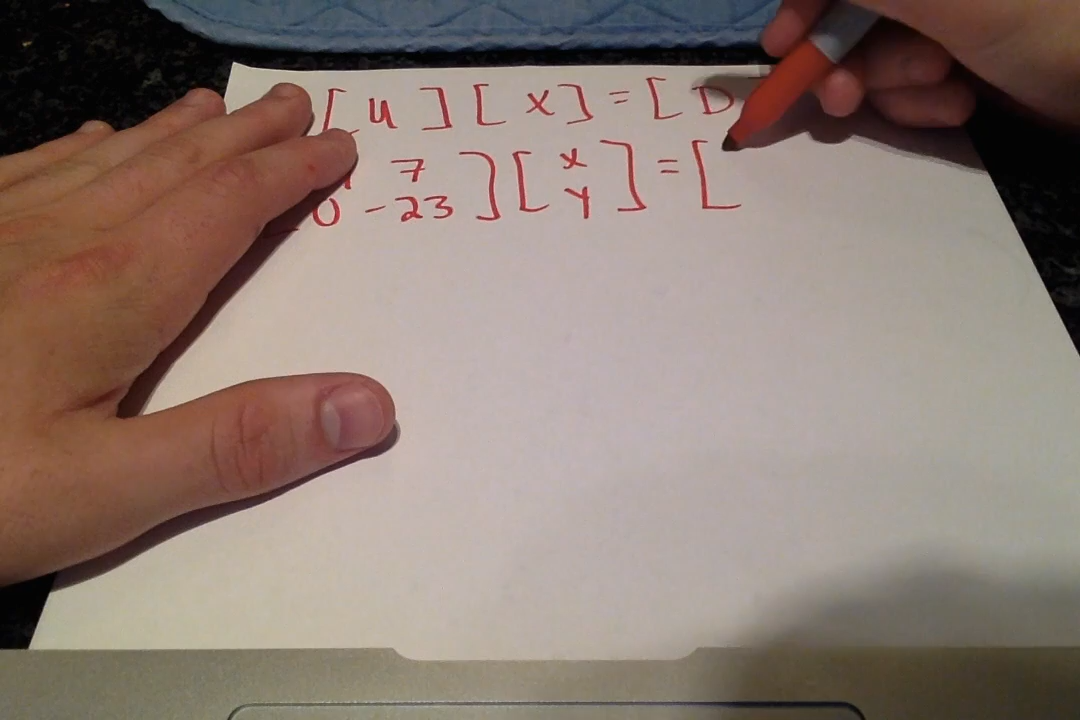 [ U ] [ X ] = [ D
7 ] [ x ] = [
0 -23 y